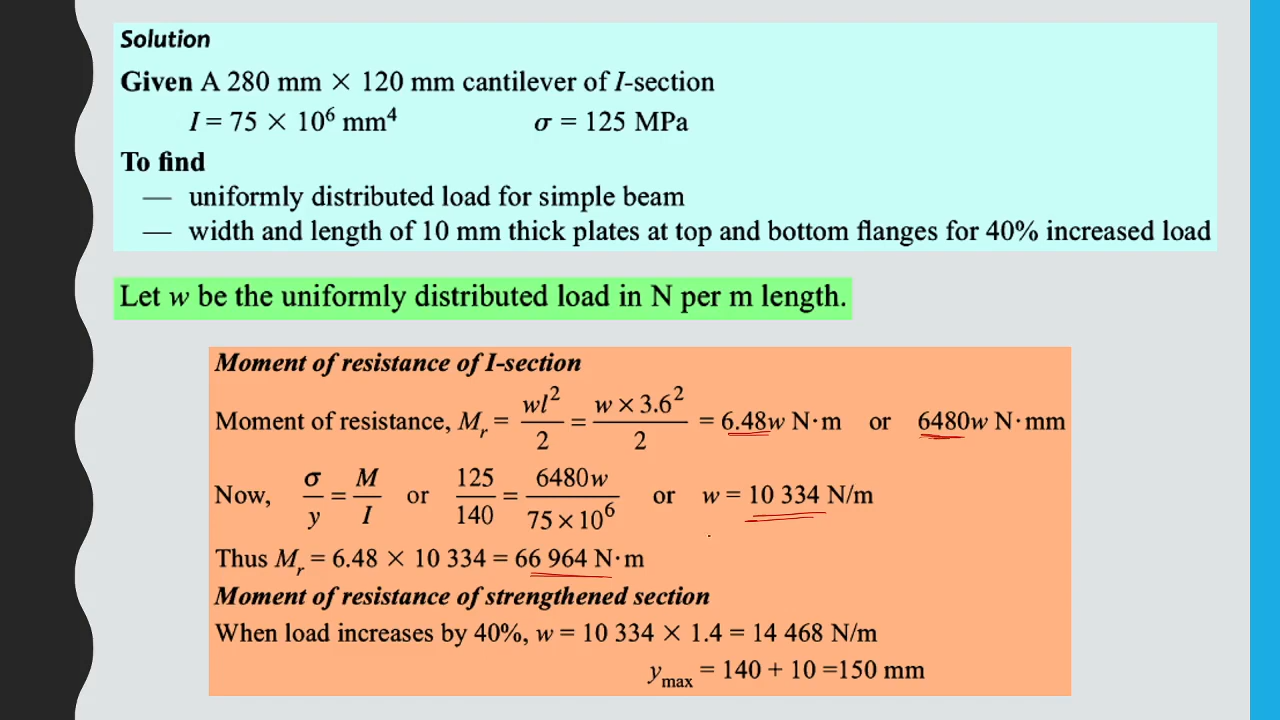 Solution
Given A 280 mm × 120 mm cantilever of I-section
I = 75 × 10⁶ mm⁴ σ = 125 MPa
To find
— uniformly distributed load for simple beam
— width and length of 10 mm thick plates at top and bottom flanges for 40% increased load
Let w be the uniformly distributed load in N per m length.
Moment of resistance of I-section
Moment of resistance, Mᵣ = wl²/2 = w × 3.6²/2 = 6.48w N·m or 6480w N·mm
Now, σ/y = M/I or 125/140 = 6480w/75 × 10⁶ or w = 10 334 N/m
Thus Mᵣ = 6.48 × 10 334 = 66 964 N·m
Moment of resistance of strengthened section
When load increases by 40%, w = 10 334 × 1.4 = 14 468 N/m
y_max = 140 + 10 =150 mm